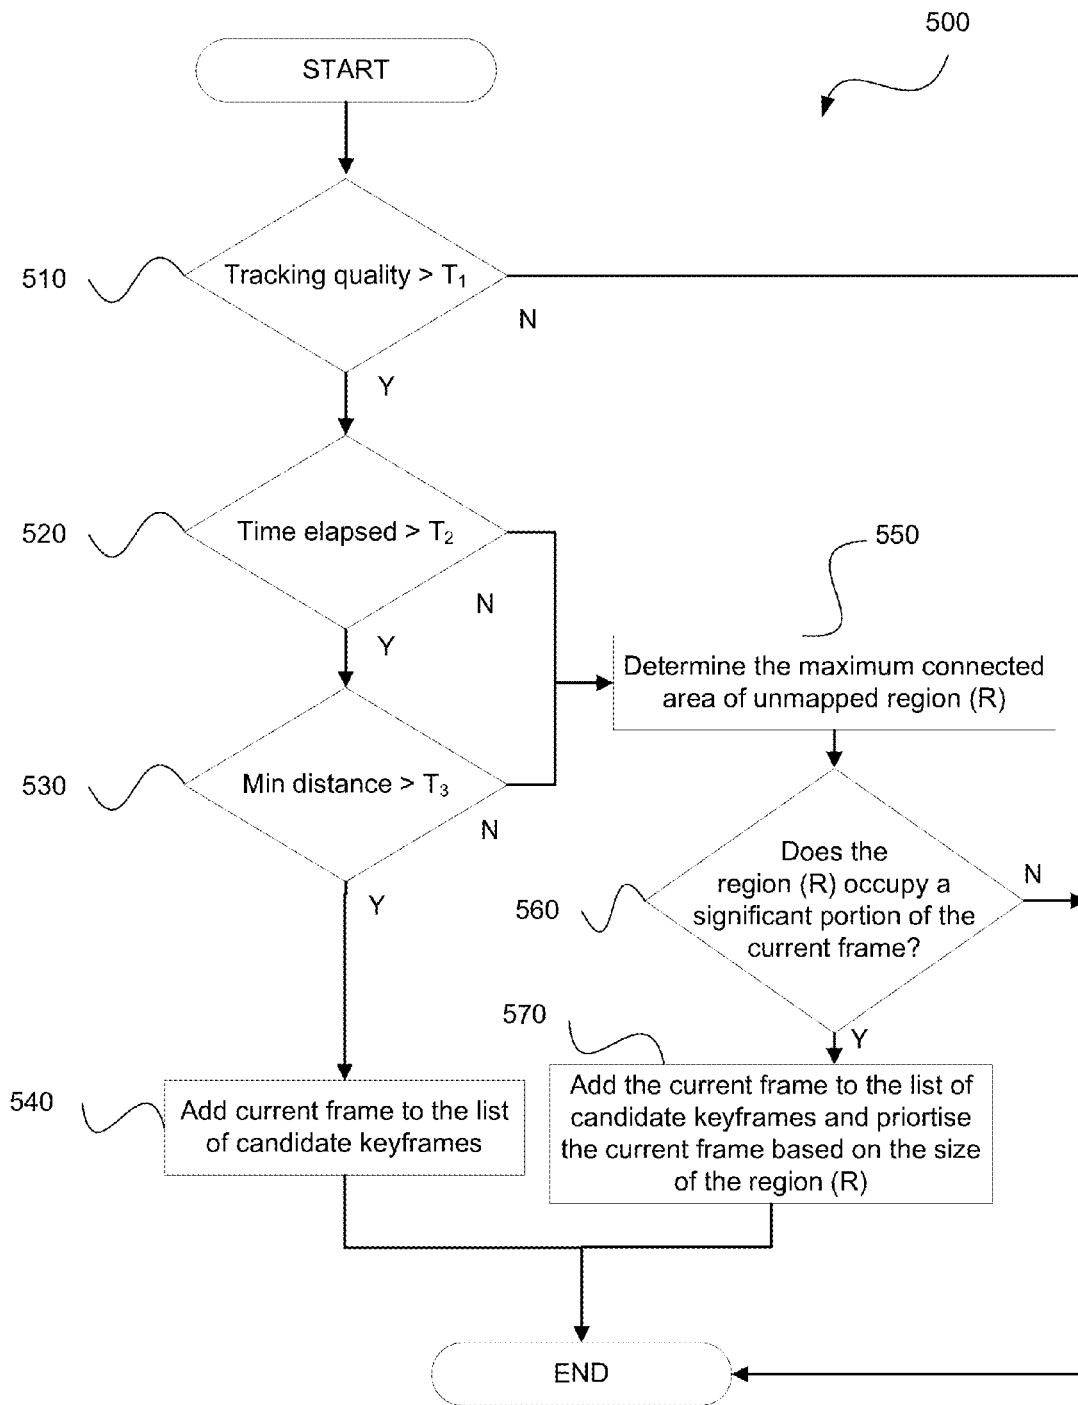 500
START
510
Tracking quality > T1
N
Y
520
Time elapsed > T2
N
Y
550
Determine the maximum connected
area of unmapped region (R)
530
Min distance > T3
N
Y
560
Does the
region (R) occupy a
significant portion of the
current frame?
N
Y
540
Add current frame to the list
of candidate keyframes
570
Add the current frame to the list of
candidate keyframes and priortise
the current frame based on the size
of the region (R)
END